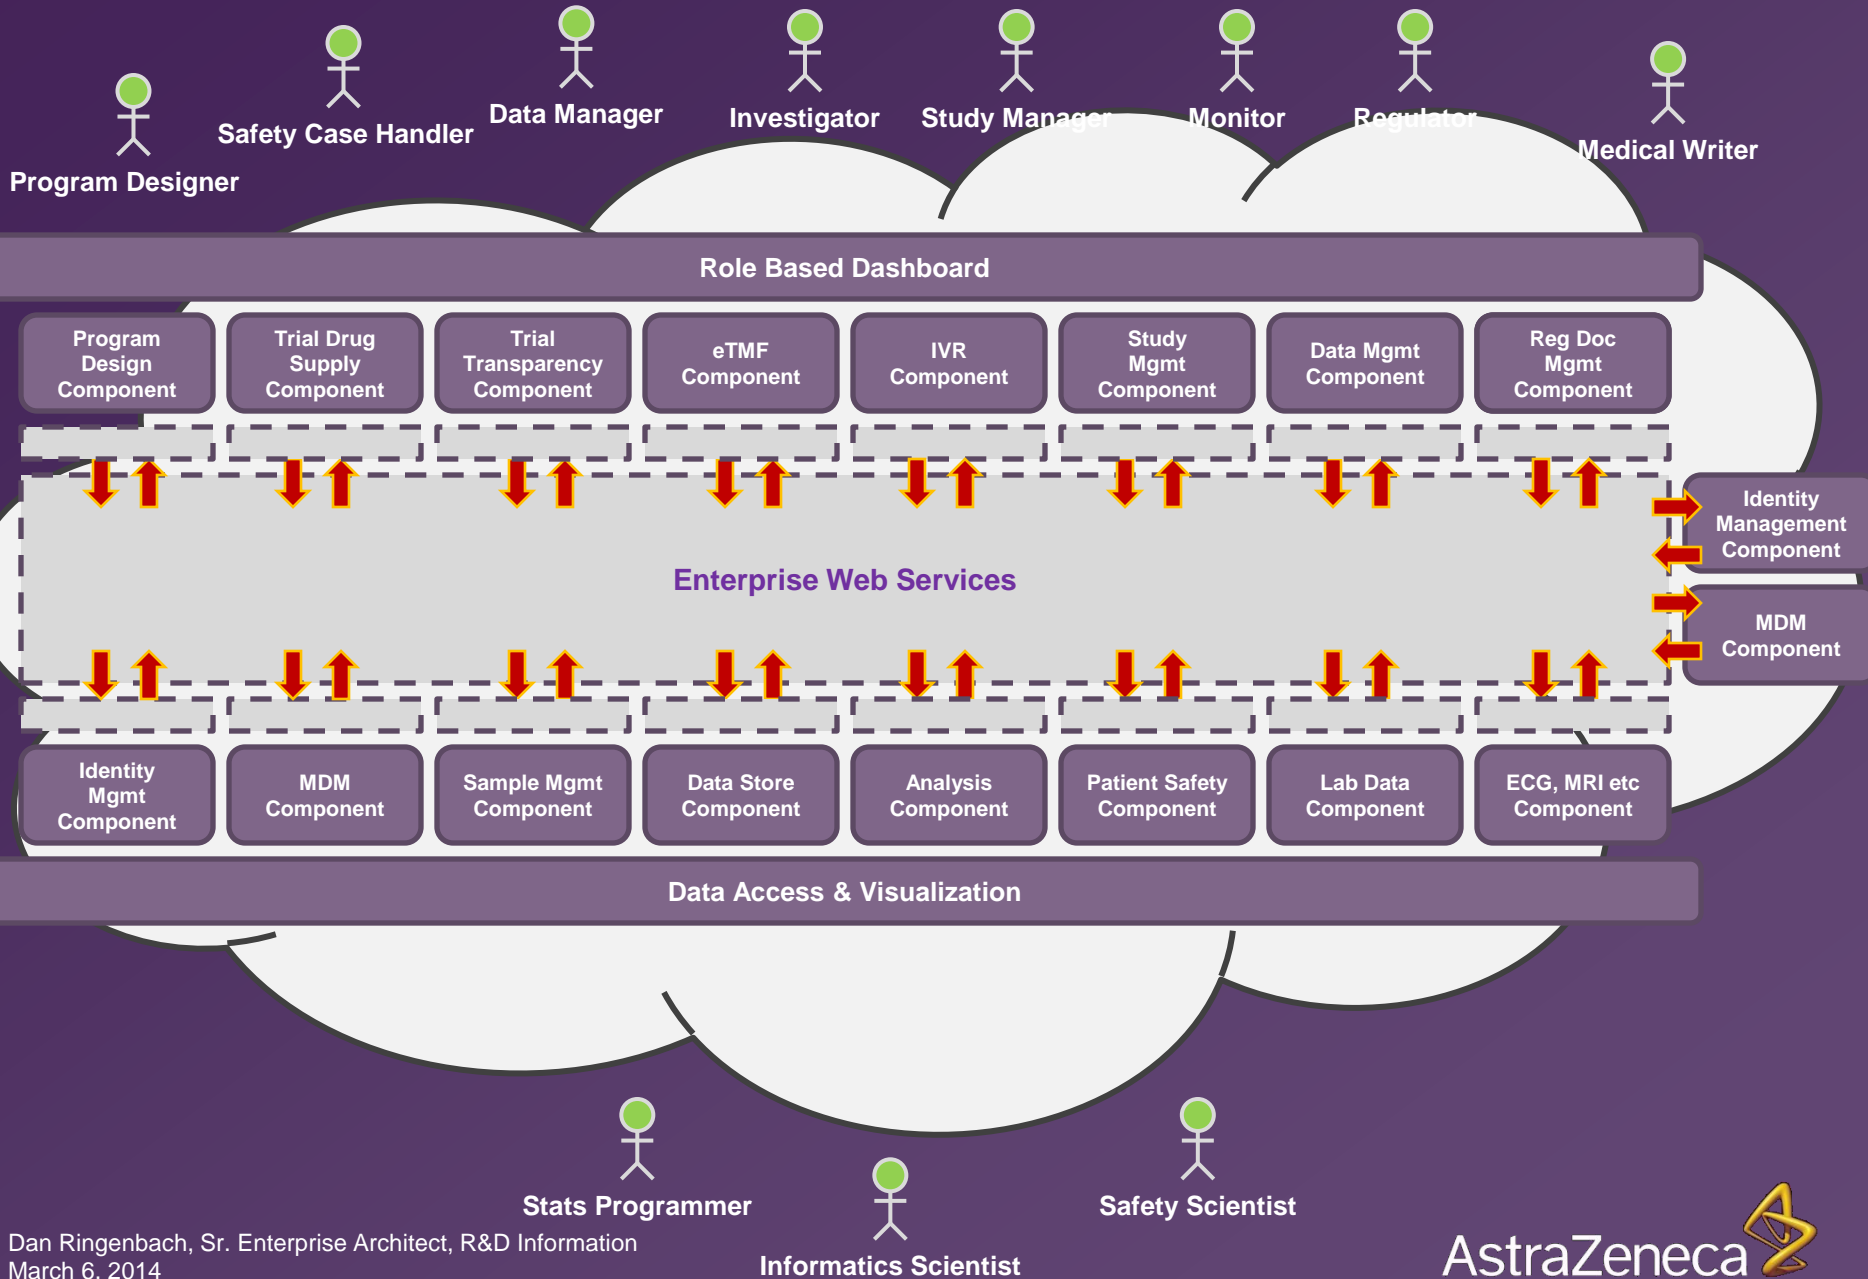 Program Designer
Safety Case Handler
Data Manager
Investigator
Study Manager
Monitor
Regulator
Medical Writer
Role Based Dashboard
Program
Design
Component
Trial Drug
Supply
Component
Trial
Transparency
Component
eTMF
Component
IVR
Component
Study
Mgmt
Component
Data Mgmt
Component
Reg Doc
Mgmt
Component
Enterprise Web Services
Identity
Management
Component
MDM
Component
Identity
Mgmt
Component
MDM
Component
Sample Mgmt
Component
Data Store
Component
Analysis
Component
Patient Safety
Component
Lab Data
Component
ECG, MRI etc
Component
Data Access & Visualization
Stats Programmer
Informatics Scientist
Safety Scientist
Dan Ringenbach, Sr. Enterprise Architect, R&D Information
March 6, 2014
AstraZeneca